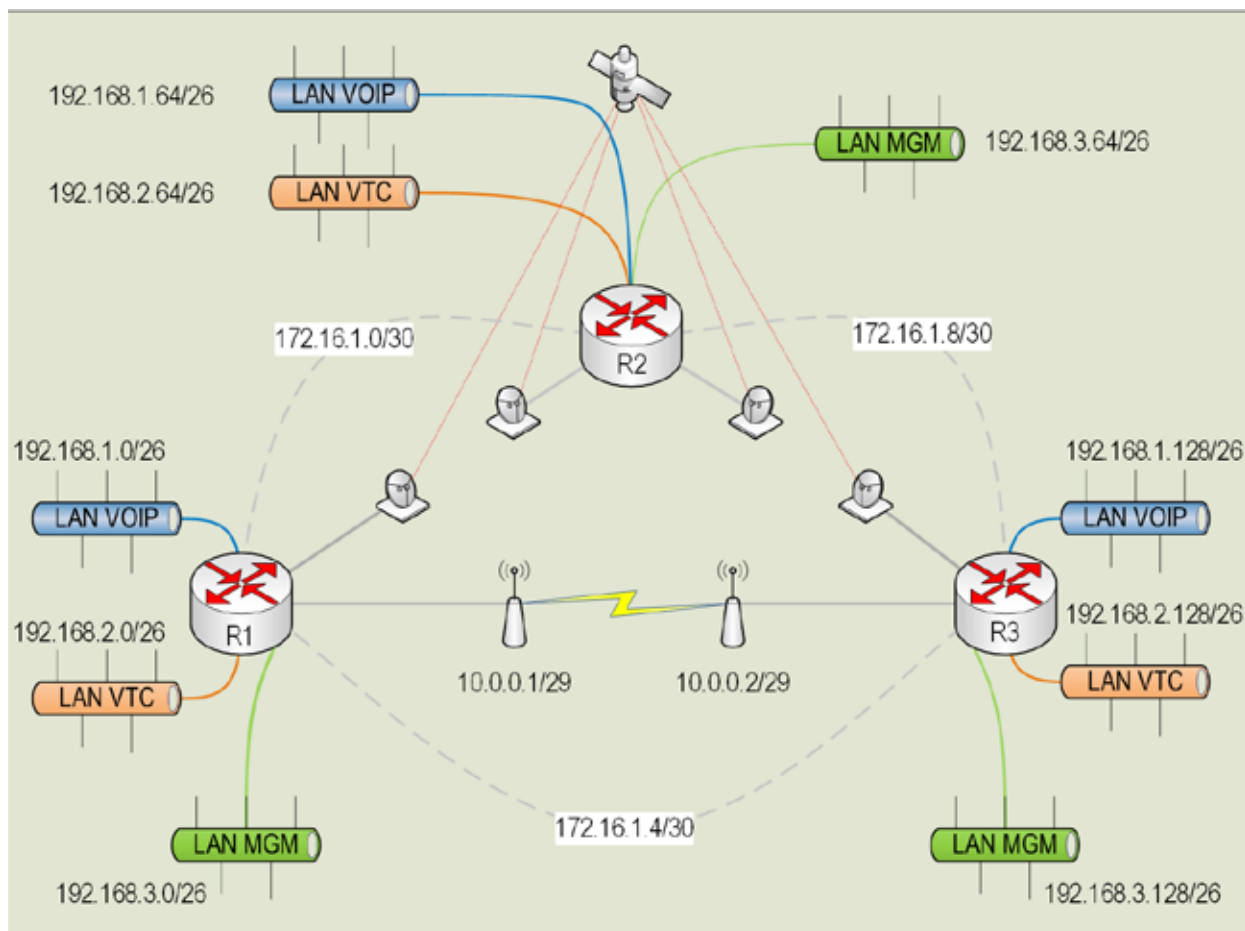 192.168.1.64/26
LAN VOIP
LAN MGM
192.168.3.64/26
192.168.2.64/26
LAN VTC
172.16.1.0/30
172.16.1.8/30
R2
192.168.1.0/26
192.168.1.128/26
LAN VOIP
LAN VOIP
R1
R3
192.168.2.0/26
192.168.2.128/26
10.0.0.1/29
10.0.0.2/29
LAN VTC
LAN VTC
172.16.1.4/30
LAN MGM
LAN MGM
192.168.3.0/26
192.168.3.128/26